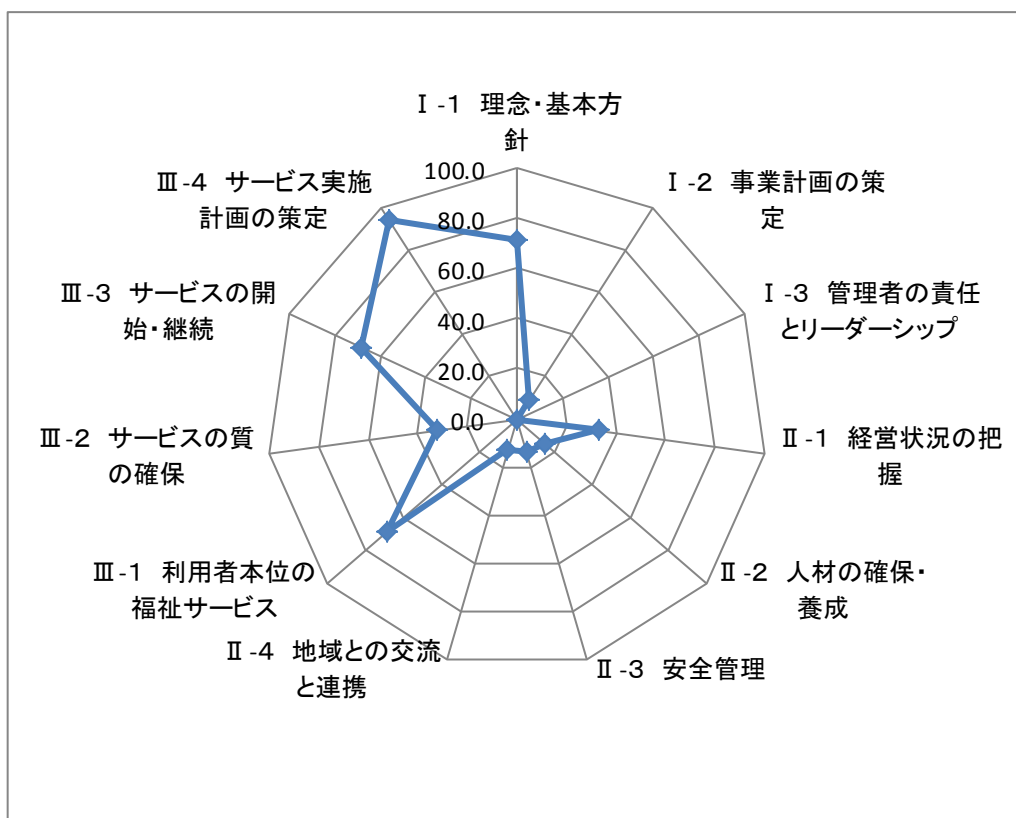 Ⅰ-1 理念・基本方
針
Ⅰ-2 事業計画の策
定
Ⅰ-3 管理者の責任
とリーダーシップ
Ⅱ-1 経営状況の把
握
Ⅱ-2 人材の確保・
養成
Ⅱ-3 安全管理
Ⅱ-4 地域との交流
と連携
Ⅲ-1 利用者本位の
福祉サービス
Ⅲ-2 サービスの質
の確保
Ⅲ-3 サービスの開
始・継続
Ⅲ-4 サービス実施
計画の策定
100.0
80.0
60.0
40.0
20.0
0.0